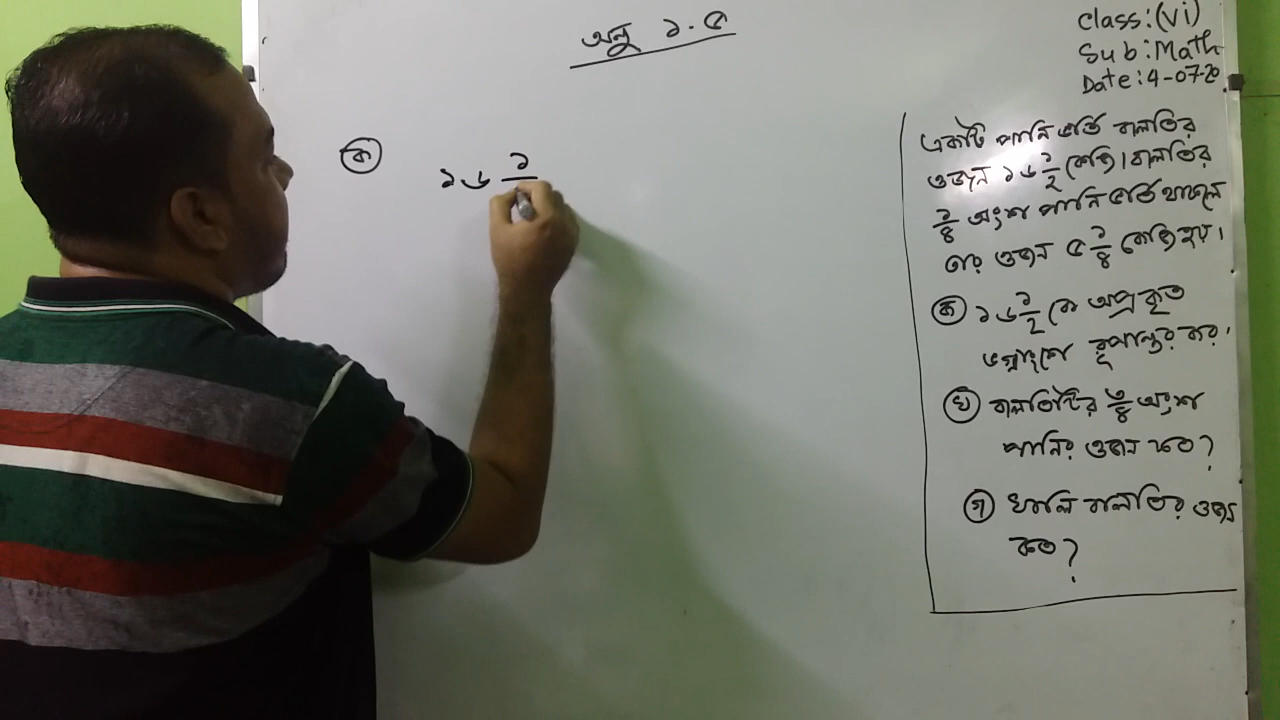 অনু ১.৫
Class:(vi)
Sub:Math
Date:4-07-20
একটি পানি ভর্তি বালতির
ওজন ১৬ ১/২ কেজি। বালতির
১/৪ অংশ পানি ভর্তি থাকলে
তার ওজন ৫ ১/৪ কেজি হয়।
ক ১৬ ১/২ কে অপ্রকৃত
ভগ্নাংশে রূপান্তর কর।
খ বালতিটির ৩/৪ অংশ
পানির ওজন কত?
গ খালি বালতির ওজন
কত?
ক ১৬ ১/